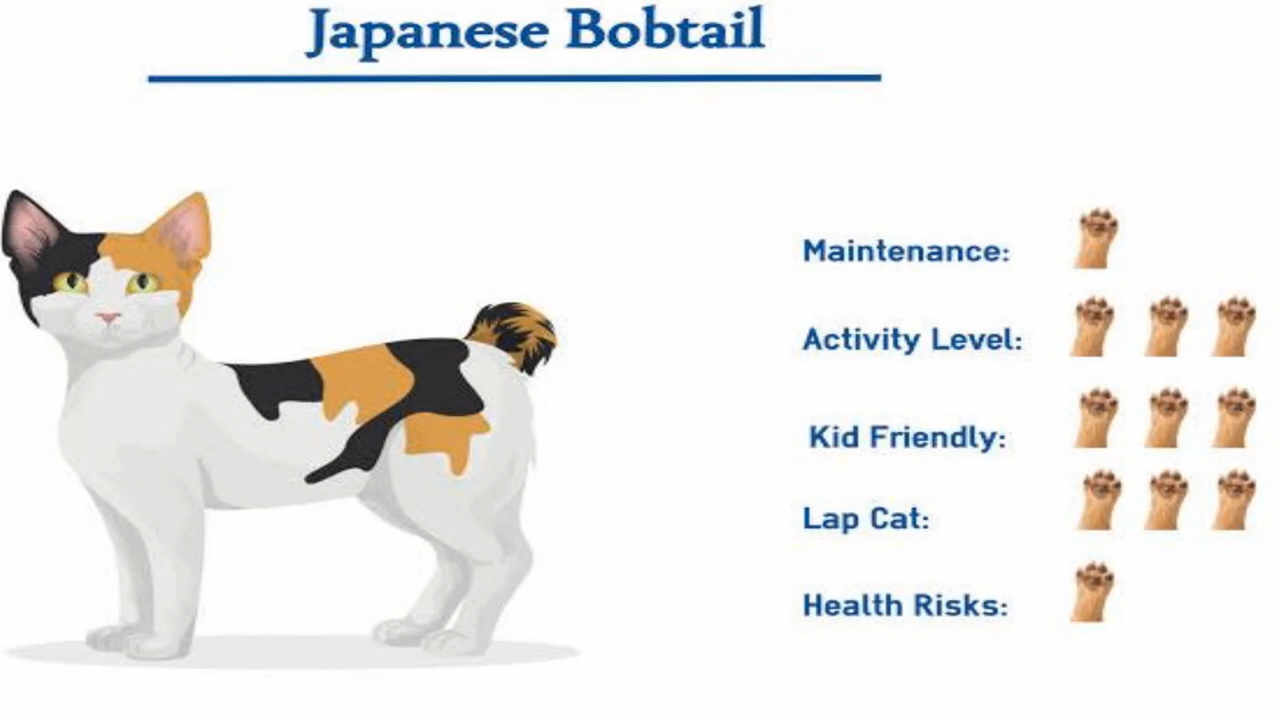 Japanese Bobtail
Maintenance:
Activity Level:
Kid Friendly:
Lap Cat:
Health Risks: